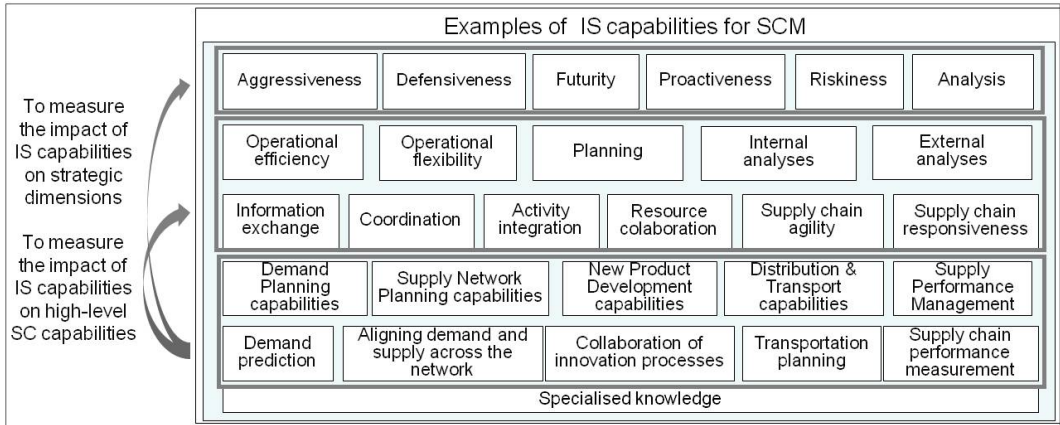 Examples of IS capabilities for SCM
Aggressiveness
Defensiveness
Futurity
Proactiveness
Riskiness
Analysis
To measure
the impact of
IS capabilities
on strategic
dimensions
Operational
efficiency
Operational
flexibility
Planning
Internal
analyses
External
analyses
Information
exchange
Coordination
Activity
integration
Resource
colaboration
Supply chain
agility
Supply chain
responsiveness
To measure
the impact of
IS capabilities
on high-level
SC capabilities
Demand
Planning
capabilities
Supply Network
Planning capabilities
New Product
Development
capabilities
Distribution &
Transport
capabilities
Supply
Performance
Management
Demand
prediction
Aligning demand and
supply across the
network
Collaboration of
innovation processes
Transportation
planning
Supply chain
performance
measurement
Specialised knowledge